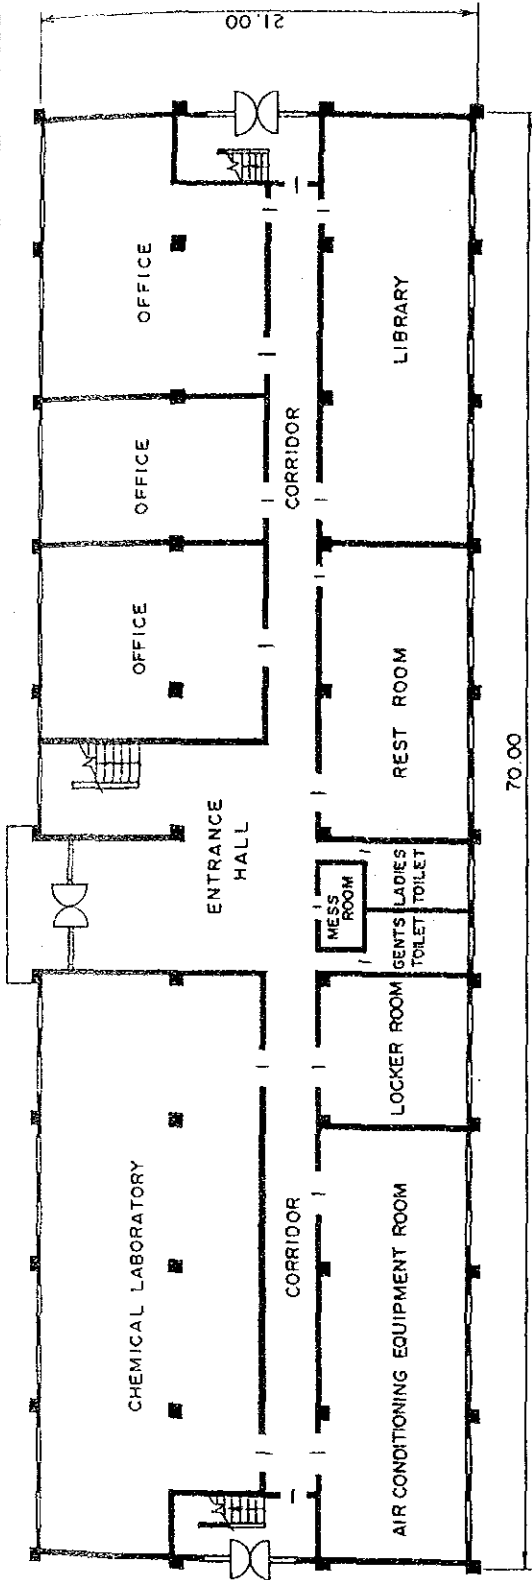 21.00
OFFICE
OFFICE
OFFICE
LIBRARY
CORRIDOR
REST ROOM
70.00
ENTRANCE
HALL
MESS
ROOM
LADIES
TOILET
GENTS
TOILET
LOCKER ROOM
CHEMICAL LABORATORY
CORRIDOR
AIR CONDITIONING EQUIPMENT ROOM